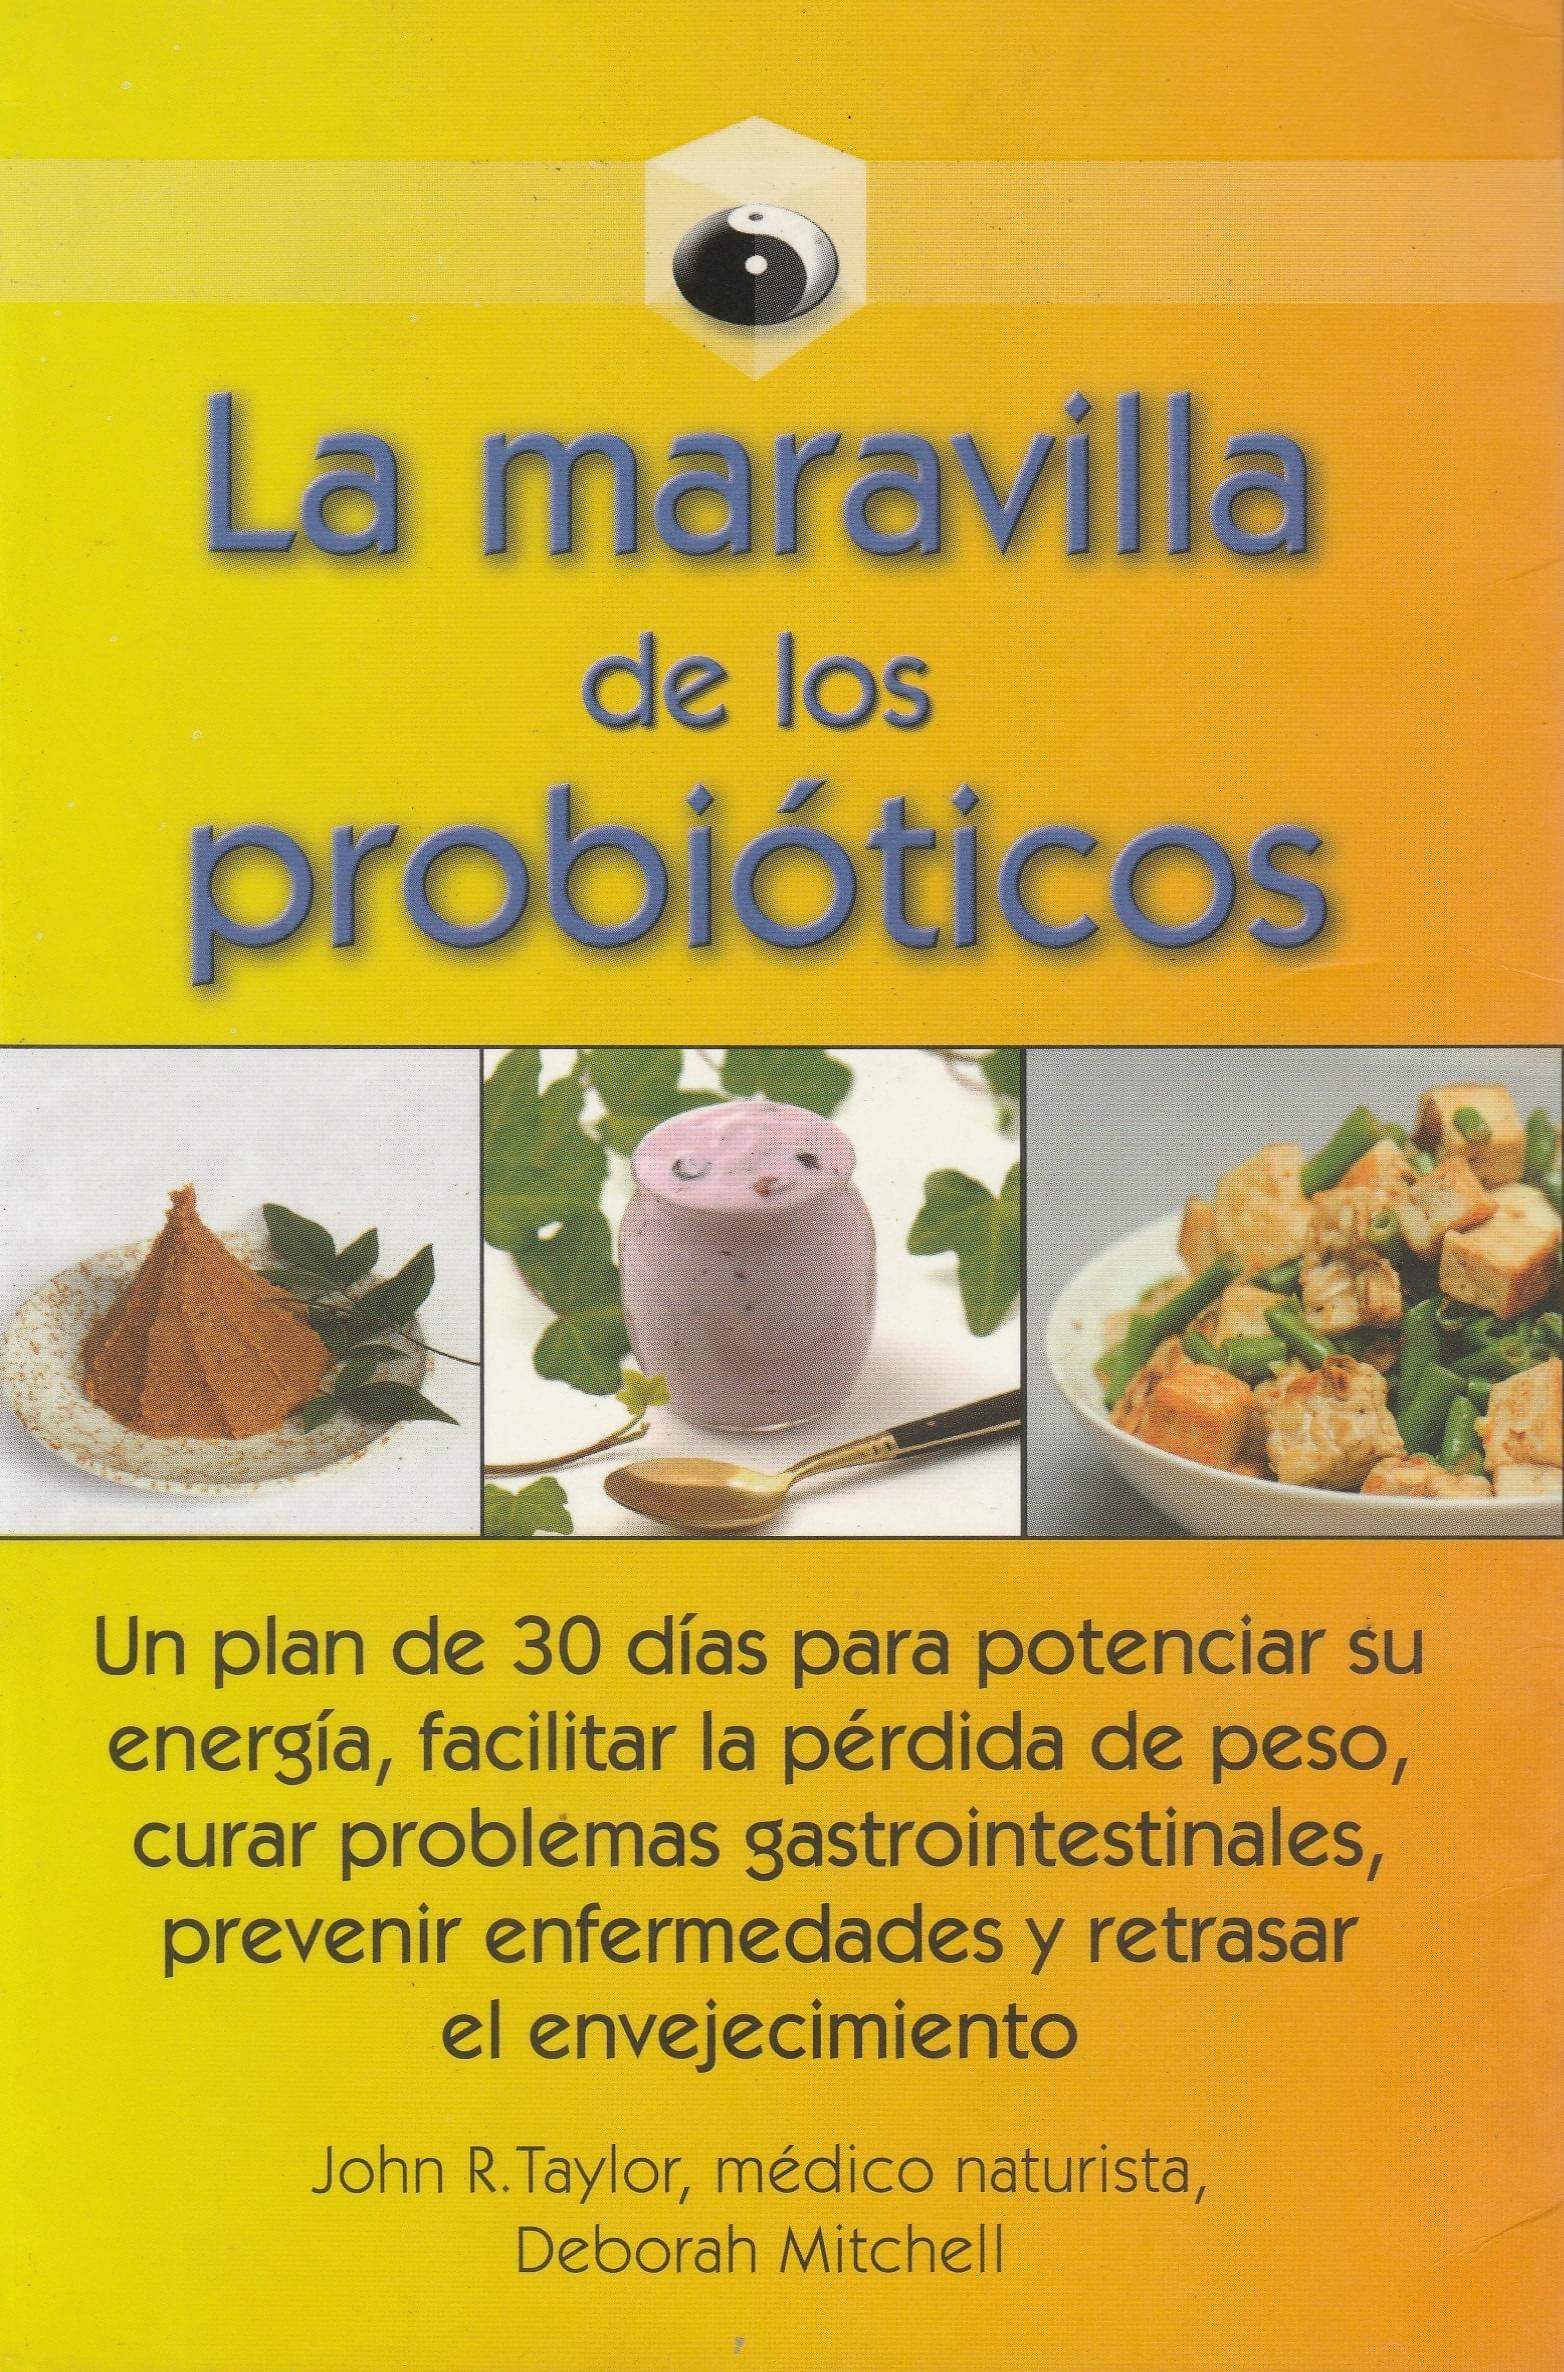 La maravilla
de los
probióticos
Un plan de 30 días para potenciar su
energía, facilitar la pérdida de peso,
curar problemas gastrointestinales,
prevenir enfermedades y retrasar
el envejecimiento
John R. Taylor, médico naturista,
Deborah Mitchell